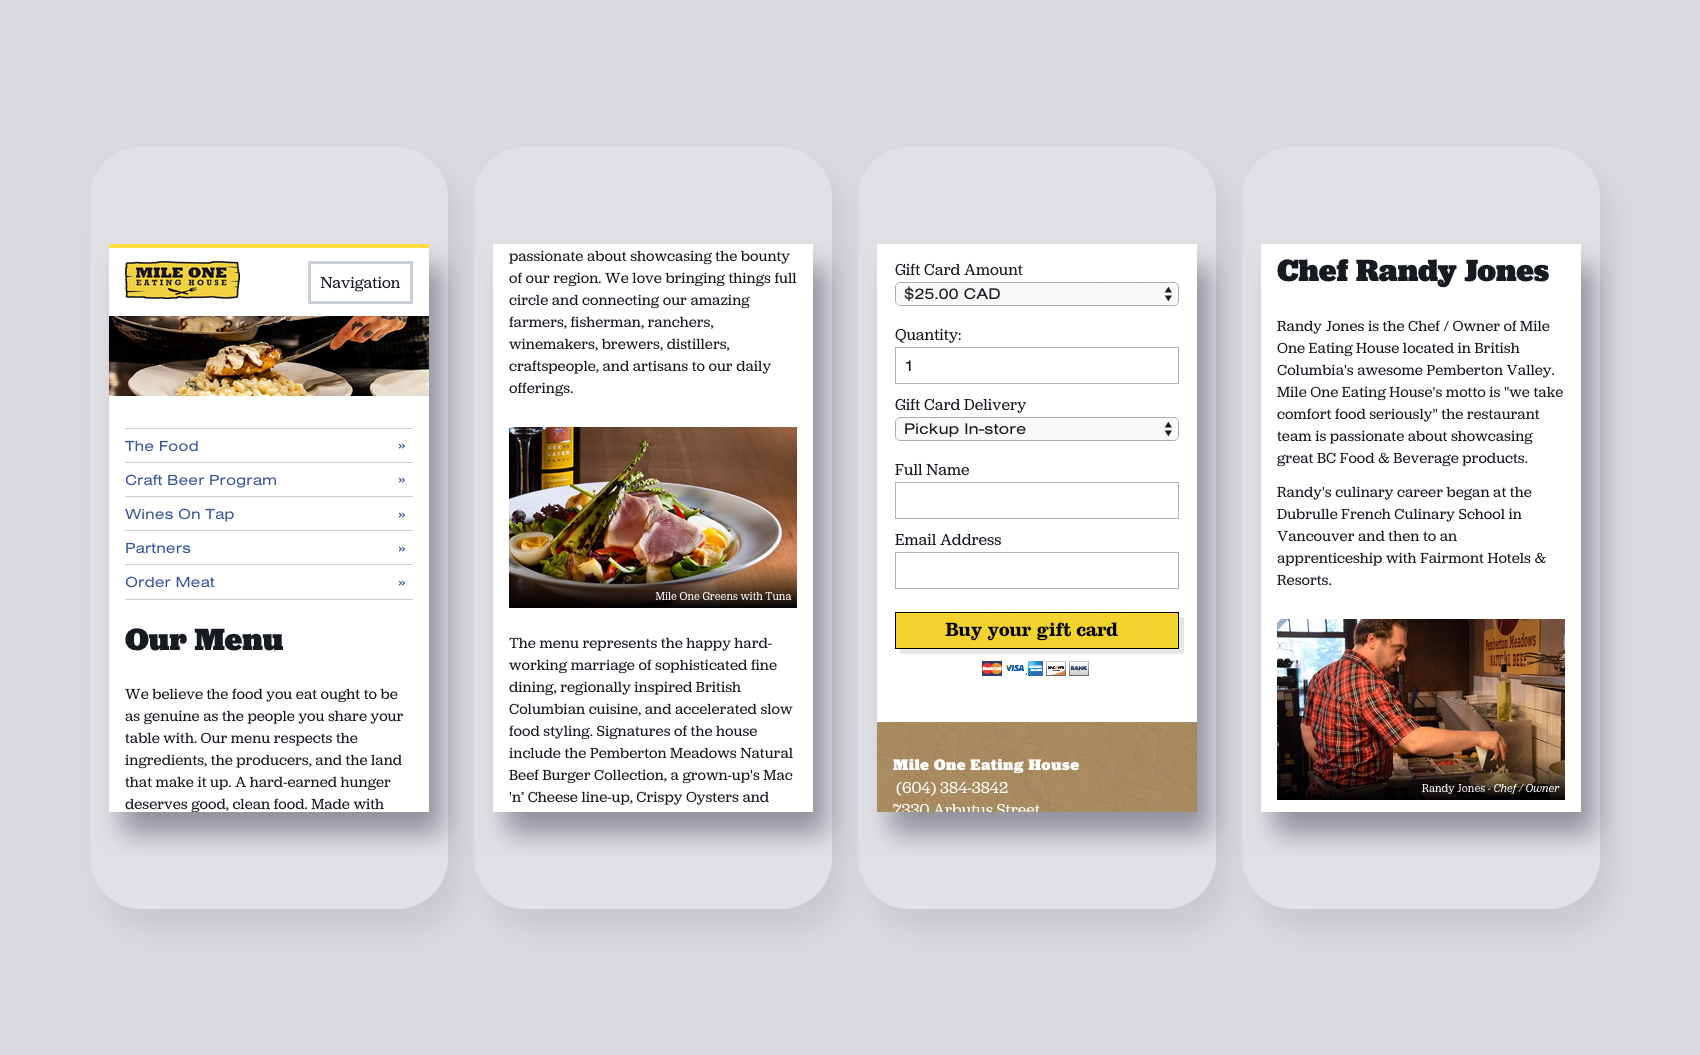 MILE ONE
EATING HOUSE
Navigation
The Food »
Craft Beer Program »
Wines On Tap »
Partners »
Order Meat »
Our Menu
We believe the food you eat ought to be
as genuine as the people you share your
table with. Our menu respects the
ingredients, the producers, and the land
that make it up. A hard-earned hunger
deserves good, clean food. Made with
passionate about showcasing the bounty
of our region. We love bringing things full
circle and connecting our amazing
farmers, fisherman, ranchers,
winemakers, brewers, distillers,
craftspeople, and artisans to our daily
offerings.
LATER
Mile One Greens with Tuna
The menu represents the happy hard-
working marriage of sophisticated fine
dining, regionally inspired British
Columbian cuisine, and accelerated slow
food styling. Signatures of the house
include the Pemberton Meadows Natural
Beef Burger Collection, a grown-up's Mac
'n’ Cheese line-up, Crispy Oysters and
Gift Card Amount
$25.00 CAD
Quantity:
1
Gift Card Delivery
Pickup In-store
Full Name
Email Address
Buy your gift card
VISA
BANK
Mile One Eating House
(604) 384-3842
7330 Arbutus Street
Chef Randy Jones
Randy Jones is the Chef / Owner of Mile
One Eating House located in British
Columbia's awesome Pemberton Valley.
Mile One Eating House's motto is "we take
comfort food seriously" the restaurant
team is passionate about showcasing
great BC Food & Beverage products.
Randy's culinary career began at the
Dubrulle French Culinary School in
Vancouver and then to an
apprenticeship with Fairmont Hotels &
Resorts.
Pemberton Meadows
NATURAL BEEF
Randy Jones - Chef / Owner